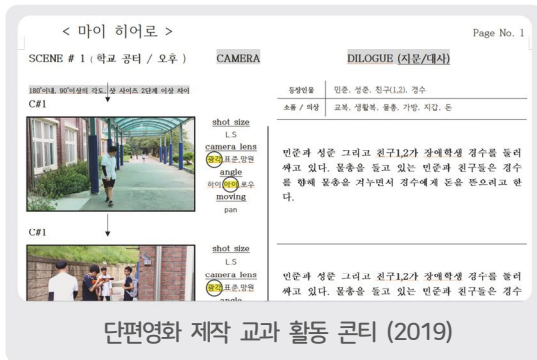 < 마이 히어로 >
Page No. 1
SCENE # 1 ( 학교 공터 / 오후 )
CAMERA
DILOGUE (지문/대사)
180°이내, 90°이상의 각도, 샷 사이즈 2단계 이상 차이
C#1
shot size
L.S
camera lens
광각,표준,망원
angle
하이,아이,로우
moving
pan
등장인물 민준, 성준, 친구(1,2), 경수
소품 / 의상 교복, 생활복, 물총, 가방, 지갑, 돈
민준과 성준 그리고 친구1,2가 장애학생 경수를 둘러
싸고 있다. 물총을 들고 있는 민준과 친구들은 경수
를 향해 물총을 겨누면서 경수에게 돈을 뜯으려고 한
다.
C#1
shot size
L.S
camera lens
광각,표준,망원
angle
민준과 성준 그리고 친구1,2가 장애학생 경수를 둘러
싸고 있다. 물총을 들고 있는 민준과 친구들은 경수
단편영화 제작 교과 활동 콘티 (2019)